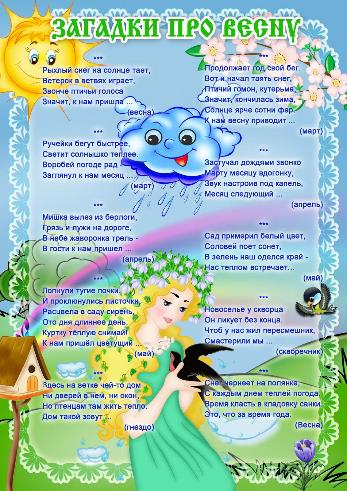 ЗАГАДКИ ПРО ВЕСНУ
***
Рыхлый снег на солнце тает,
Ветерок в ветвях играет,
Звонче птичьи голоса
Значит, к нам пришла ...
(весна)
***
Ручейки бегут быстрее,
Светит солнышко теплее.
Воробей погоде рад -
Заглянул к нам месяц ...
(март)
***
Мишка вылез из берлоги,
Грязь и лужи на дороге,
В небе жаворонка трель -
В гости к нам пришел ...
(апрель)
***
Лопнули тугие почки,
И проклюнулись листочки,
Расцвела в саду сирень,
Ото дня длиннее день,
Куртку теплую снимай!
К нам пришёл цветущий ...
(май)
***
Здесь на ветке чей-то дом
Ни дверей в нем, ни окон,
Но птенцам там жить тепло.
Дом такой зовут ...
(гнездо)
***
Продолжает год свой бег.
Вот и начал таять снег,
Птичий гомон, кутерьма,
Значит, кончилась зима,
Солнце ярче сотни фар-
К нам весну приводит ...
(март)
***
Застучал дождями звонко
Марту месяцу вдогонку,
Звук настроив под капель,
Месяц следующий ...
(апрель)
***
Сад примерил белый цвет,
Соловей поет сонет,
В зелень наш оделся край -
Нас теплом встречает...
(май)
***
Новоселье у скворца
Он ликует без конца.
Чтоб у нас жил пересмешник,
Смастерили мы ...
(скворечник)
***
Снег чернеет на полянке,
С каждым днем теплей погода.
Время класть в кладовку санки.
Это, что за время года.
(Весна)